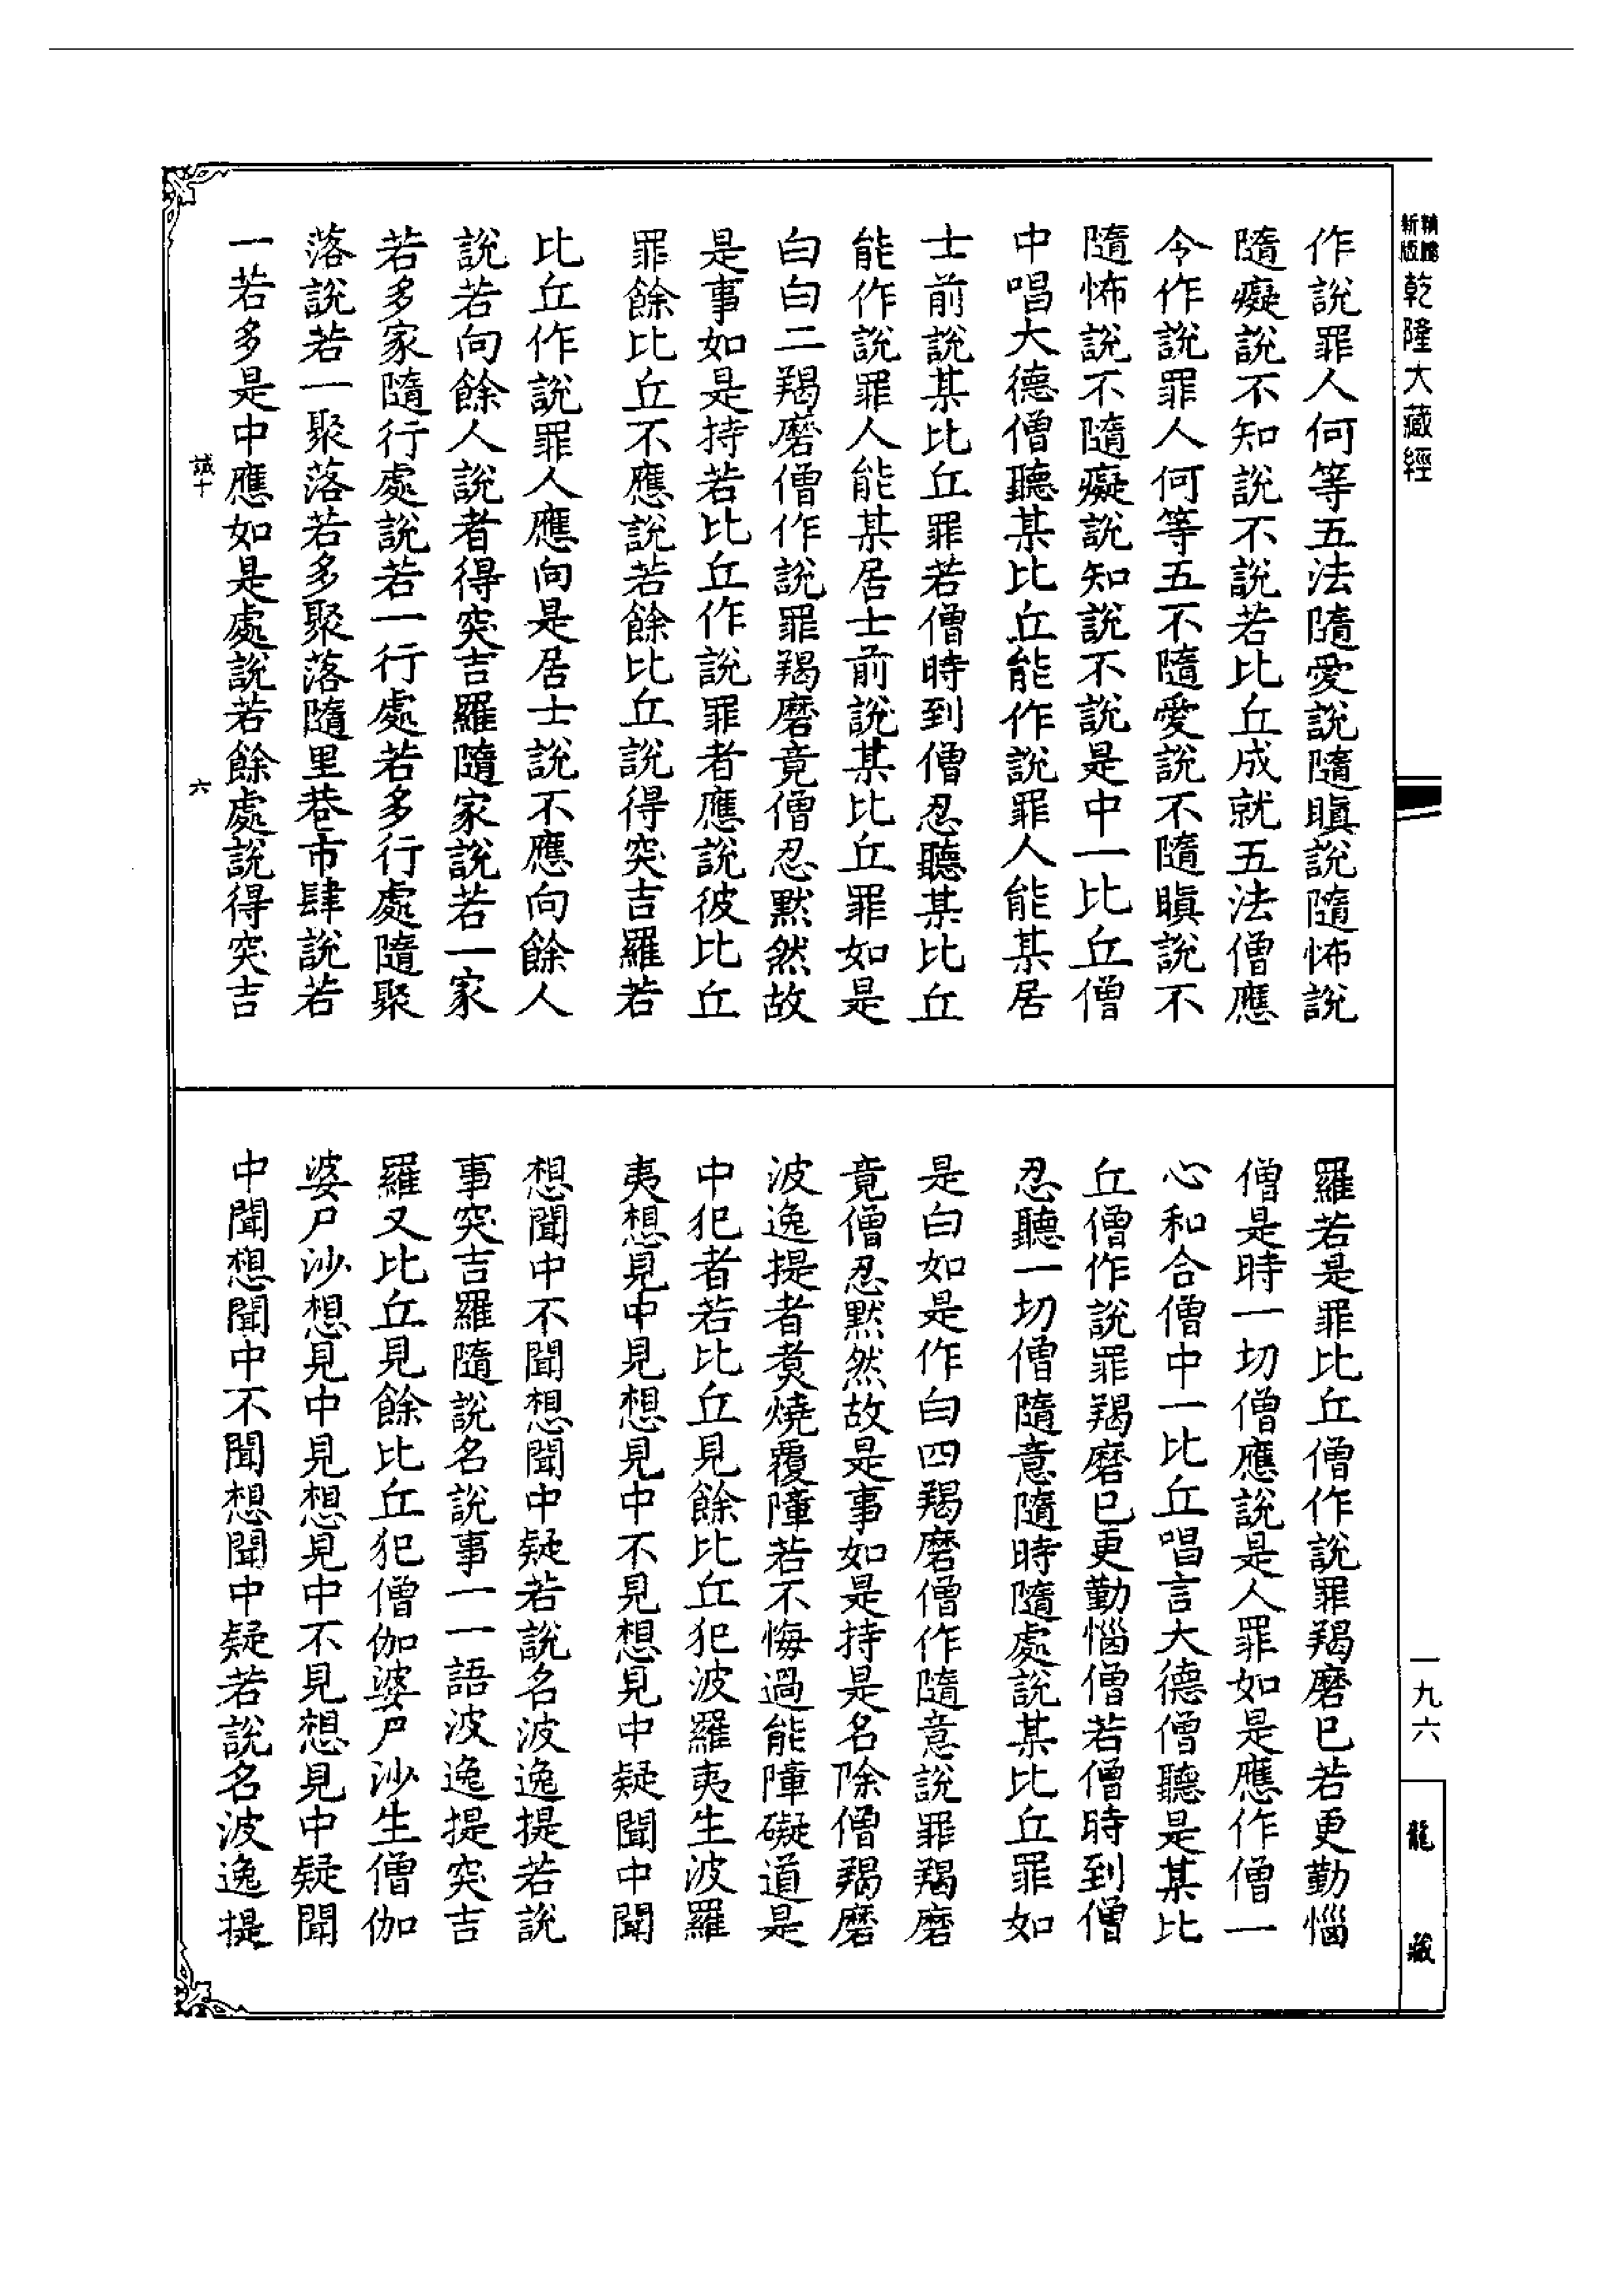 精雕新版乾隆大藏經
作說罪人何等五法隨愛說隨瞋說隨怖說
隨癡說不知說不說若比丘成就五法僧應
令作說罪人何等五不隨愛說不隨瞋說不
隨怖說不隨癡說知說不說是中一比丘僧
中唱大德僧聽某比丘能作說罪人能某居
士前說某比丘罪若僧時到僧忍聽某比丘
能作說罪人能某居士前說某比丘罪如是
白白二羯磨僧作說罪羯磨竟僧忍默然故
是事如是持若比丘作說罪者應說彼比丘
罪餘比丘不應說若餘比丘說得突吉羅若
比丘作說罪人應向是居士說不應向餘人
說若向餘人說者得突吉羅隨家說若一家
若多家隨行處說若一行處若多行處隨聚
落說若一聚落若多聚落隨里巷市肆說若
一若多是中應如是處說若餘處說得突吉
誠十
六
羅若是罪比丘僧作說罪羯磨已若更勤惱
僧是時一切僧應說是人罪如是應作僧一
心和合僧中一比丘唱言大德僧聽是某比
丘僧作說罪羯磨已更勤惱僧若僧時到僧
忍聽一切僧隨意隨時隨處說某比丘罪如
是白如是作白四羯磨僧作隨意說罪羯磨
竟僧忍默然故是事如是持是名除僧羯磨
波逸提者煑燒覆障若不悔過能障礙道是
中犯者若比丘見餘比丘犯波羅夷生波羅
夷想見中見想見中不見想見中疑聞中聞
想聞中不聞想聞中疑若說名波逸提若說
事突吉羅隨說名說事一一語波逸提突吉
羅又比丘見餘比丘犯僧伽婆尸沙生僧伽
婆尸沙想見中見想見中不見想見中疑聞
中聞想聞中不聞想聞中疑若說名波逸提
一九六
龍藏